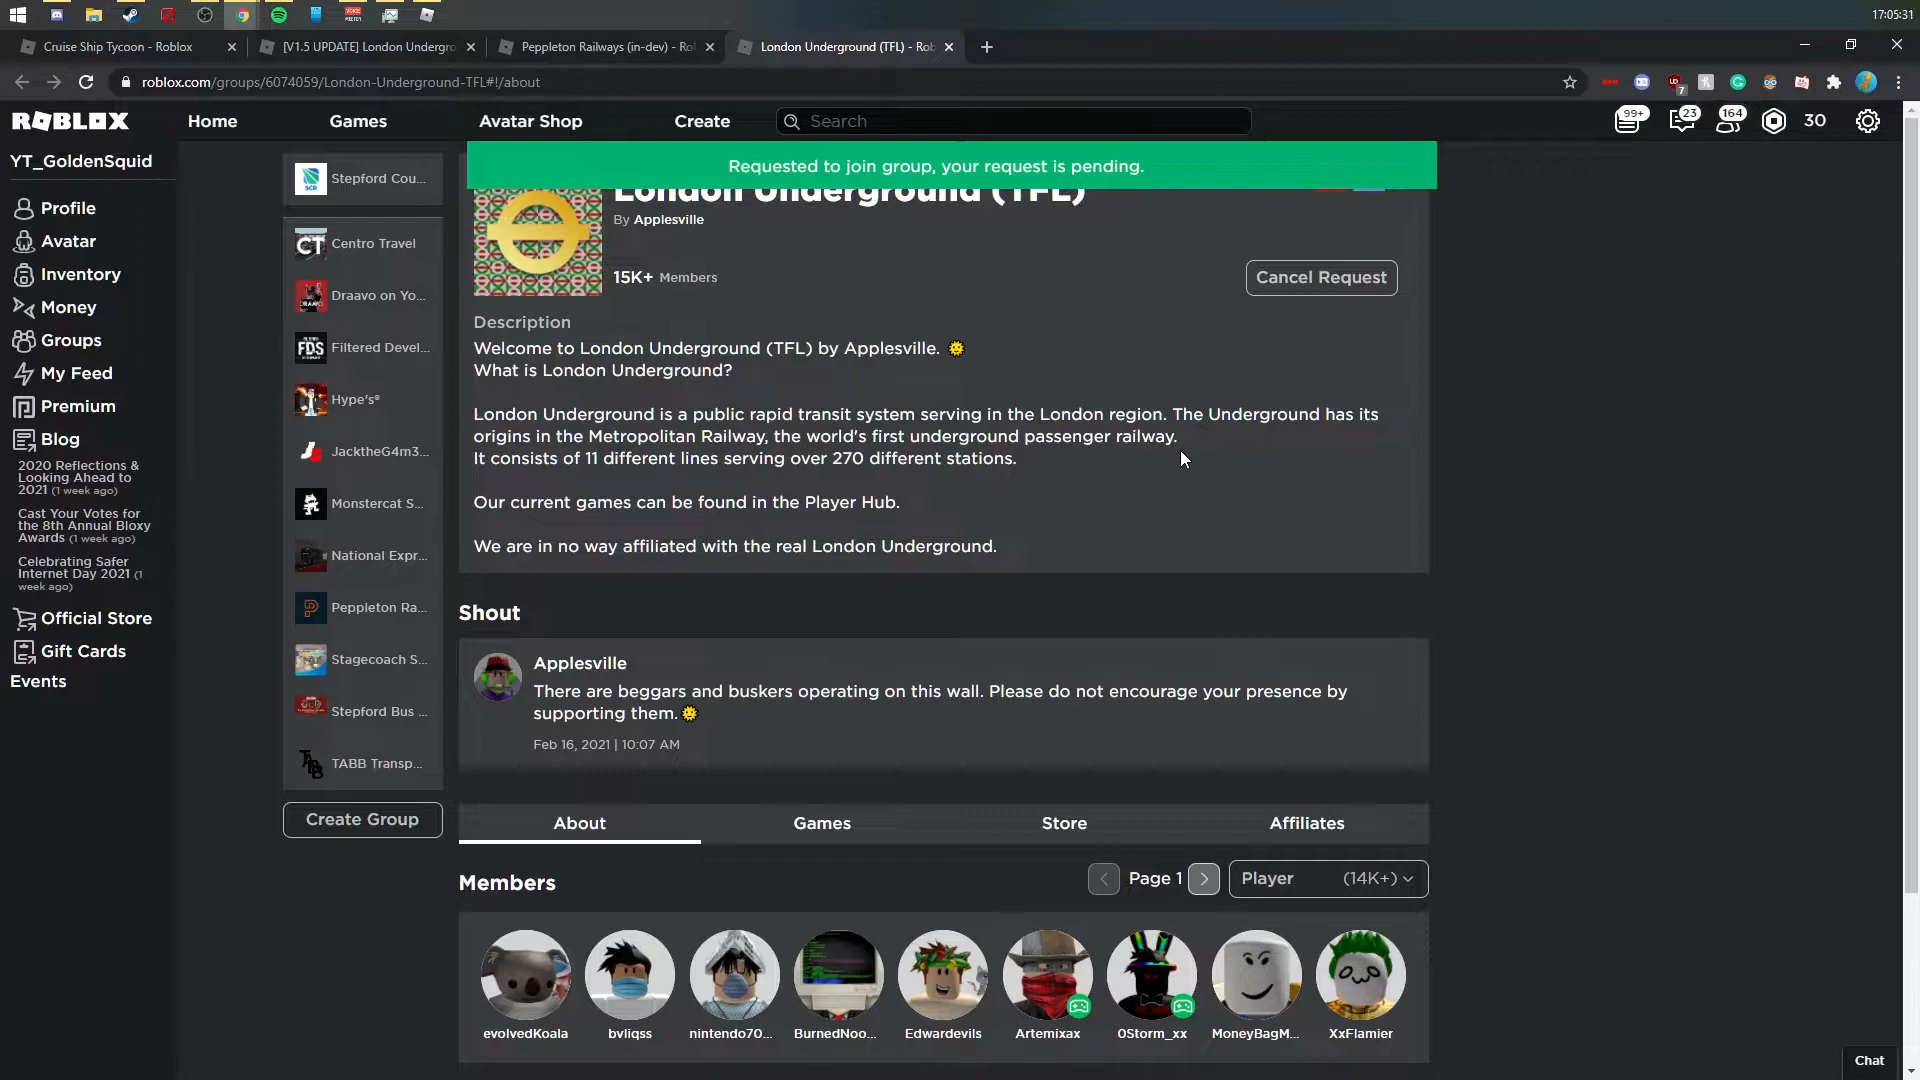 17:05:31
Cruise Ship Tycoon - Roblox
[V1.5 UPDATE] London Undergro
Peppleton Railways (in-dev) - Rol
London Underground (TFL) - Rob
roblox.com/groups/6074059/London-Underground-TFL#!/about
7
ROBLOX
Home
Games
Avatar Shop
Create
Search
99+
23
164
30
YT_GoldenSquid
Profile
Avatar
Inventory
Money
Groups
My Feed
Premium
Blog
2020 Reflections &
Looking Ahead to
2021 (1 week ago)
Cast Your Votes for
the 8th Annual Bloxy
Awards (1 week ago)
Celebrating Safer
Internet Day 2021 (1
week ago)
Official Store
Gift Cards
Events
SCR
Stepford Cou...
CT
Centro Travel
Draavo on Yo...
FDS
Filtered Devel...
Hype's®
JacktheG4m3...
Monstercat S...
National Expr...
Peppleton Ra...
Stagecoach S...
Stepford Bus ...
TABB Transp...
Create Group
Requested to join group, your request is pending.
London Underground (TFL)
By Applesville
15K+ Members
Cancel Request
Description
Welcome to London Underground (TFL) by Applesville. 🌞
What is London Underground?
London Underground is a public rapid transit system serving in the London region. The Underground has its
origins in the Metropolitan Railway, the world's first underground passenger railway.
It consists of 11 different lines serving over 270 different stations.
Our current games can be found in the Player Hub.
We are in no way affiliated with the real London Underground.
Shout
Applesville
There are beggars and buskers operating on this wall. Please do not encourage your presence by
supporting them. 🌞
Feb 16, 2021 | 10:07 AM
About
Games
Store
Affiliates
Members
Page 1
Player (14K+)
evolvedKoala
bvliqss
nintendo70...
BurnedNoo...
Edwardevils
Artemixax
0Storm_xx
MoneyBagM...
XxFlamier
Chat